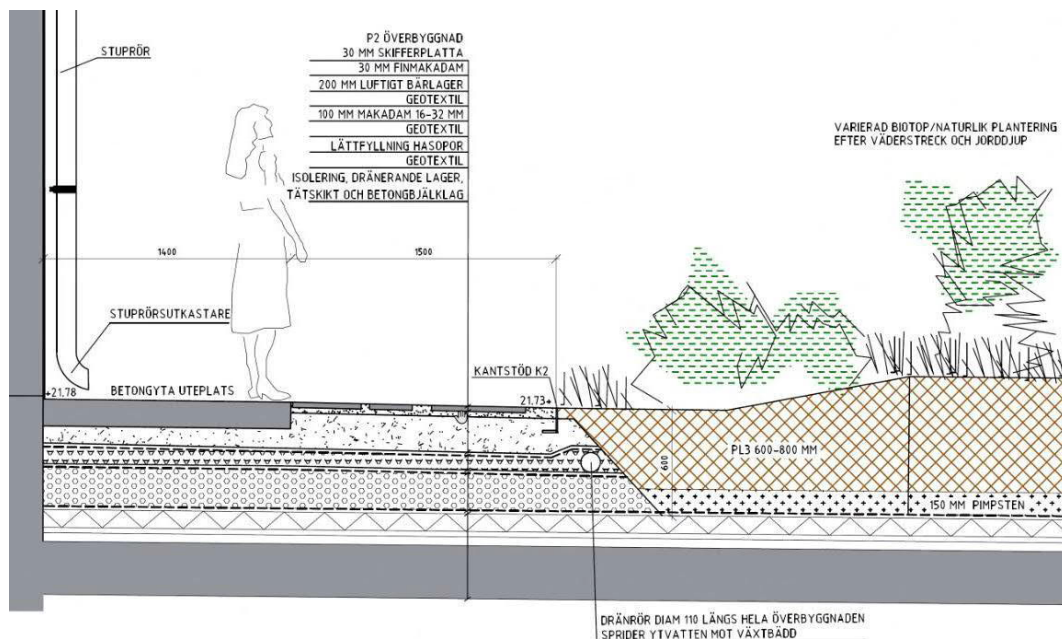 STUPRÖR
P2 ÖVERBYGGNAD
30 MM SKIFFERPLATTA
30 MM FINMAKADAM
200 MM LUFTIGT BÄRLAGER
GEOTEXTIL
100 MM MAKADAM 16-32 MM
GEOTEXTIL
LÄTTFYLLNING HASOPOR
GEOTEXTIL
ISOLERING, DRÄNERANDE LAGER,
TÄTSKIKT OCH BETONGBJÄLKLAG
VARIERAD BIOTOP/NATURLIK PLANTERING
EFTER VÄDERSTRECK OCH JORDDJUP
1400
1500
STUPRÖRSUTKASTARE
KANTSTÖD K2
+21.78
BETONGYTA UTEPLATS
21.73+
PL3 600-800 MM
600
150 MM PIMPSTEN
DRÄNRÖR DIAM 110 LÄNGS HELA ÖVERBYGGNADEN
SPRIDER YTVATTEN MOT VÄXTBÄDD